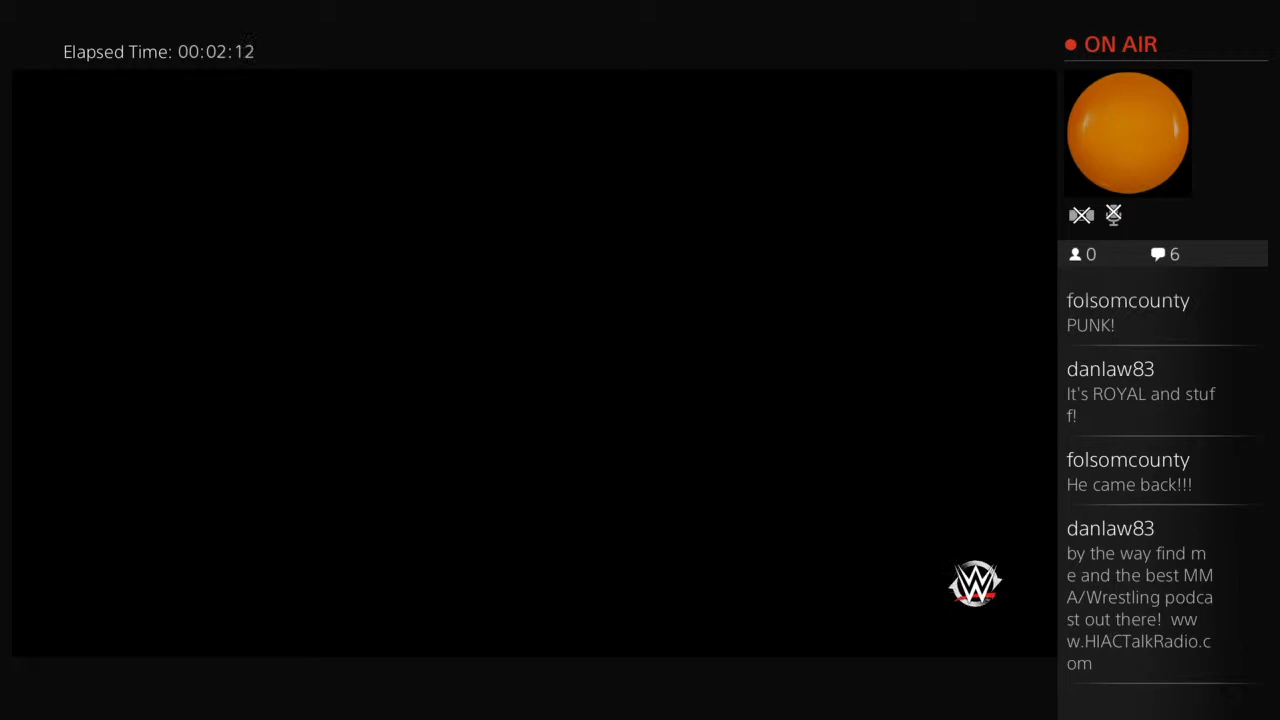 Elapsed Time: 00:02:12
ON AIR
0
6
folsomcounty
PUNK!
danlaw83
It's ROYAL and stuf
f!
folsomcounty
He came back!!!
danlaw83
by the way find m
e and the best MM
A/Wrestling podca
st out there! ww
w.HIACTalkRadio.c
om
W